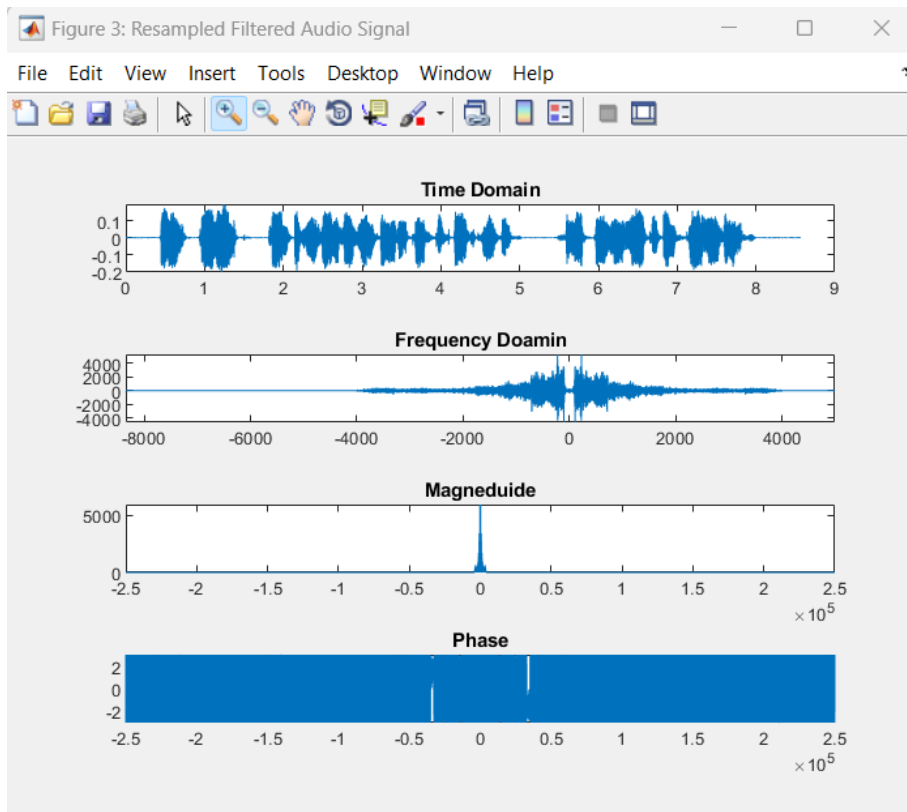 Figure 3: Resampled Filtered Audio Signal
File Edit View Insert Tools Desktop Window Help
Time Domain
0.1
0
-0.1
-0.2
0 1 2 3 4 5 6 7 8 9
Frequency Doamin
4000
2000
0
-2000
-4000
-8000 -6000 -4000 -2000 0 2000 4000
Magneduide
5000
0
-2.5 -2 -1.5 -1 -0.5 0 0.5 1 1.5 2 2.5
×10^5
Phase
2
0
-2
-2.5 -2 -1.5 -1 -0.5 0 0.5 1 1.5 2 2.5
×10^5